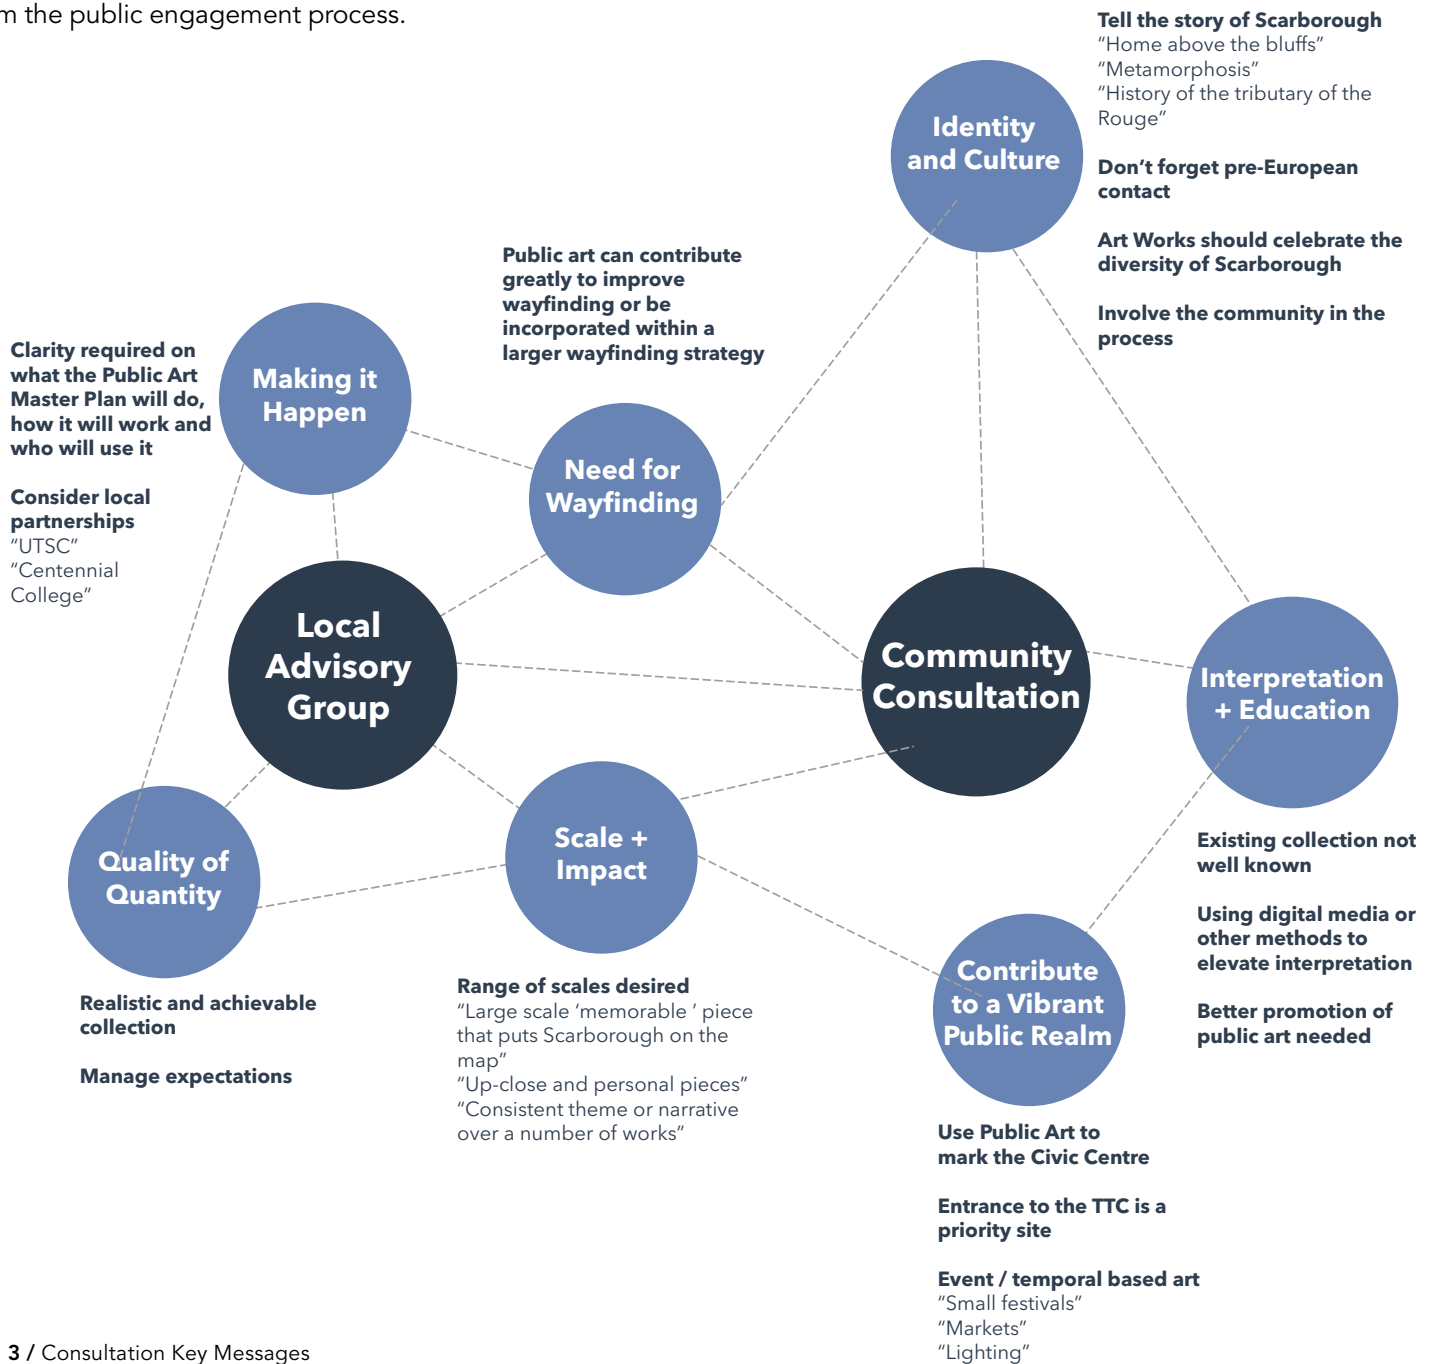 m the public engagement process.
Tell the story of Scarborough
“Home above the bluffs”
“Metamorphosis”
“History of the tributary of the
Rouge”
Don’t forget pre-European
contact
Art Works should celebrate the
diversity of Scarborough
Involve the community in the
process
Identity
and Culture
Public art can contribute
greatly to improve
wayfinding or be
incorporated within a
larger wayfinding strategy
Making it
Happen
Clarity required on
what the Public Art
Master Plan will do,
how it will work and
who will use it
Consider local
partnerships
“UTSC”
“Centennial
College”
Need for
Wayfinding
Local
Advisory
Group
Community
Consultation
Interpretation
+ Education
Existing collection not
well known
Using digital media or
other methods to
elevate interpretation
Better promotion of
public art needed
Quality of
Quantity
Realistic and achievable
collection
Manage expectations
Scale +
Impact
Range of scales desired
“Large scale ‘memorable ’ piece
that puts Scarborough on the
map”
“Up-close and personal pieces”
“Consistent theme or narrative
over a number of works”
Contribute
to a Vibrant
Public Realm
Use Public Art to
mark the Civic Centre
Entrance to the TTC is a
priority site
Event / temporal based art
“Small festivals”
“Markets”
“Lighting”
3 / Consultation Key Messages